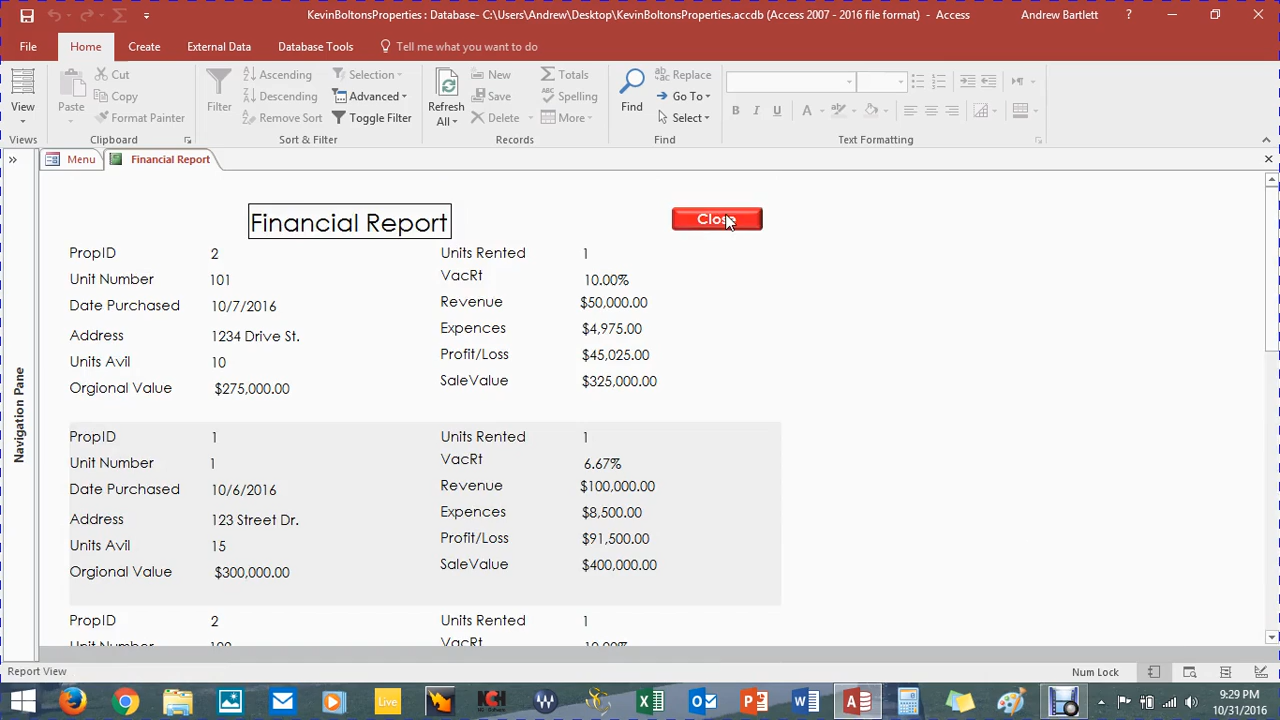 KevinBoltonsProperties : Database- C:\Users\Andrew\Desktop\KevinBoltonsProperties.accdb (Access 2007 - 2016 file format) - Access Andrew Bartlett ?
File Home Create External Data Database Tools Tell me what you want to do
View
Views
Paste
Cut
Copy
Format Painter
Clipboard
Filter
Ascending
Descending
Remove Sort
Selection
Advanced
Toggle Filter
Sort & Filter
Refresh
All
New
Save
Delete
Totals
Spelling
More
Records
Find
Replace
Go To
Select
Find
B I U A
Text Formatting
Menu Financial Report
Navigation Pane
Financial Report Close
PropID 2 Units Rented 1
Unit Number 101 VacRt 10.00%
Date Purchased 10/7/2016 Revenue $50,000.00
Address 1234 Drive St. Expences $4,975.00
Units Avil 10 Profit/Loss $45,025.00
Orgional Value $275,000.00 SaleValue $325,000.00
PropID 1 Units Rented 1
Unit Number 1 VacRt 6.67%
Date Purchased 10/6/2016 Revenue $100,000.00
Address 123 Street Dr. Expences $8,500.00
Units Avil 15 Profit/Loss $91,500.00
Orgional Value $300,000.00 SaleValue $400,000.00
PropID 2 Units Rented 1
Unit Number VacRt 10.00%
Report View Num Lock
Live
9:29 PM
10/31/2016